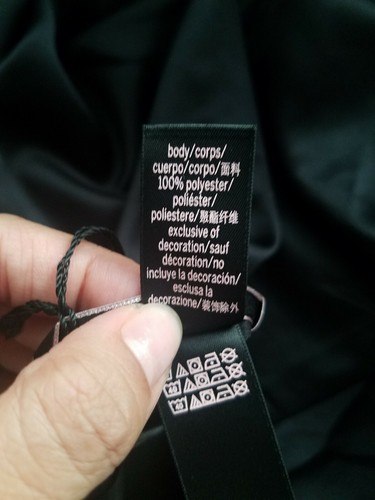 body/corps/
cuerpo/corpo/面料
100% polyester/
poliéster/
poliestere/聚酯纤维
exclusive of
decoration/sauf
décoration/no
incluye la decoración/
esclusa la
decorazione/装饰除外